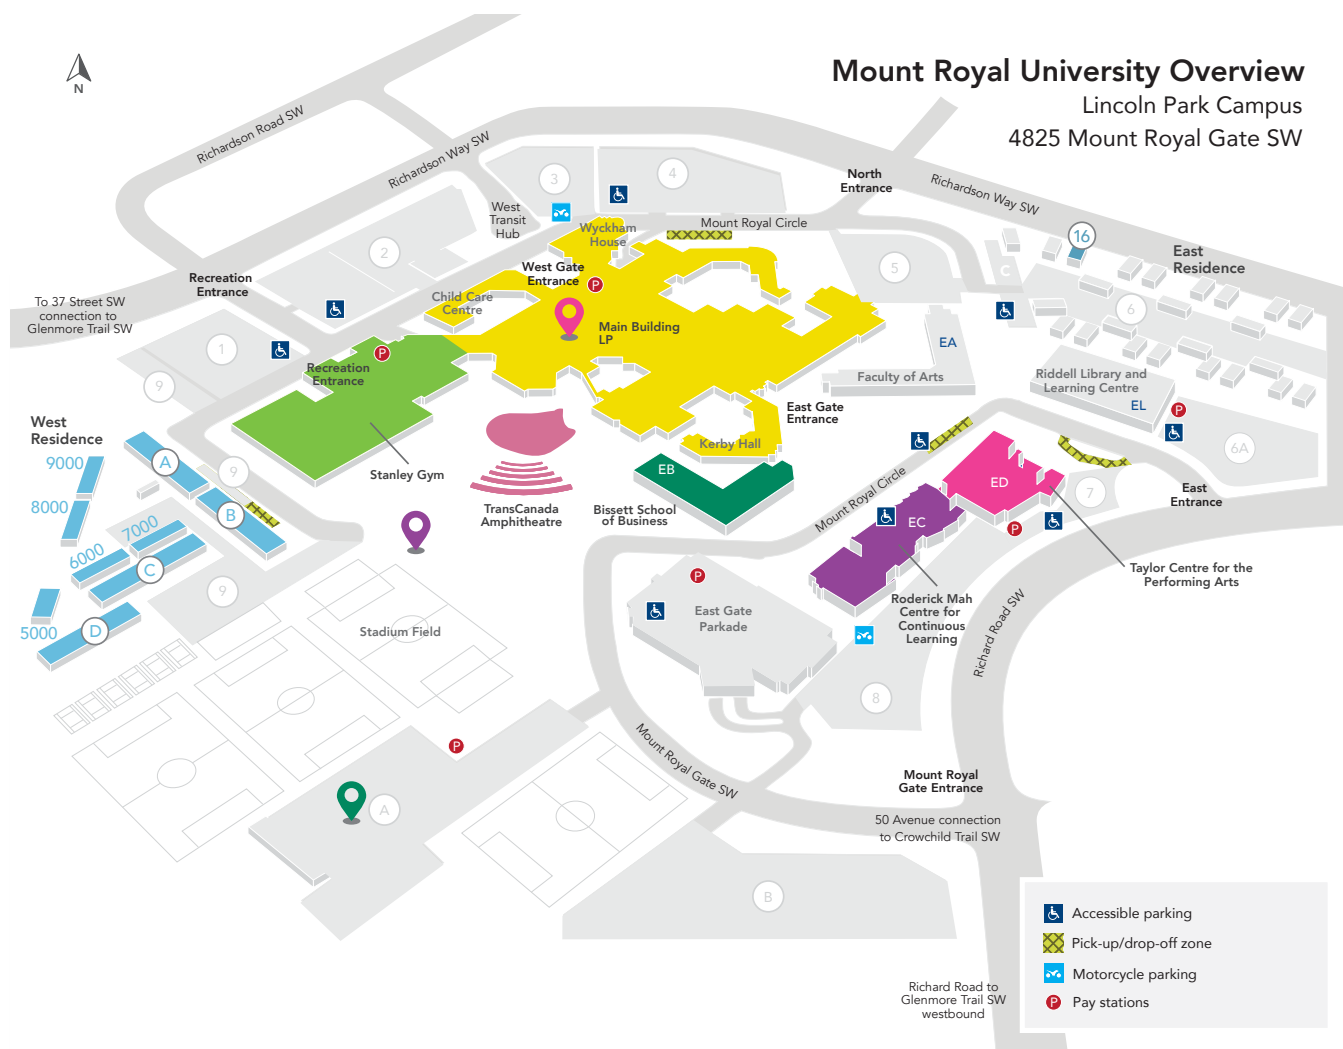 Mount Royal University Overview
Lincoln Park Campus
4825 Mount Royal Gate SW
N
Richardson Road SW
Richardson Way SW
3
4
North
Entrance
Richardson Way SW
West
Transit
Hub
Wyckham
House
Mount Royal Circle
16
East
Residence
2
5
C
6
Recreation
Entrance
West Gate
Entrance
P
Child Care
Centre
To 37 Street SW
connection to
Glenmore Trail SW
Main Building
LP
1
P
Recreation
Entrance
9
EA
Faculty of Arts
Riddell Library and
Learning Centre
EL
P
6A
East Gate
Entrance
Kerby Hall
West
Residence
9000
A
9
8000
B
7000
6000
C
5000
D
9
Stanley Gym
TransCanada
Amphitheatre
EB
Bissett School
of Business
Mount Royal Circle
ED
EC
7
East
Entrance
P
Taylor Centre for the
Performing Arts
Roderick Mah
Centre for
Continuous
Learning
Richard Road SW
P
East Gate
Parkade
Stadium Field
8
P
A
Mount Royal Gate SW
Mount Royal
Gate Entrance
50 Avenue connection
to Crowchild Trail SW
B
Richard Road to
Glenmore Trail SW
westbound
Accessible parking
Pick-up/drop-off zone
Motorcycle parking
P Pay stations